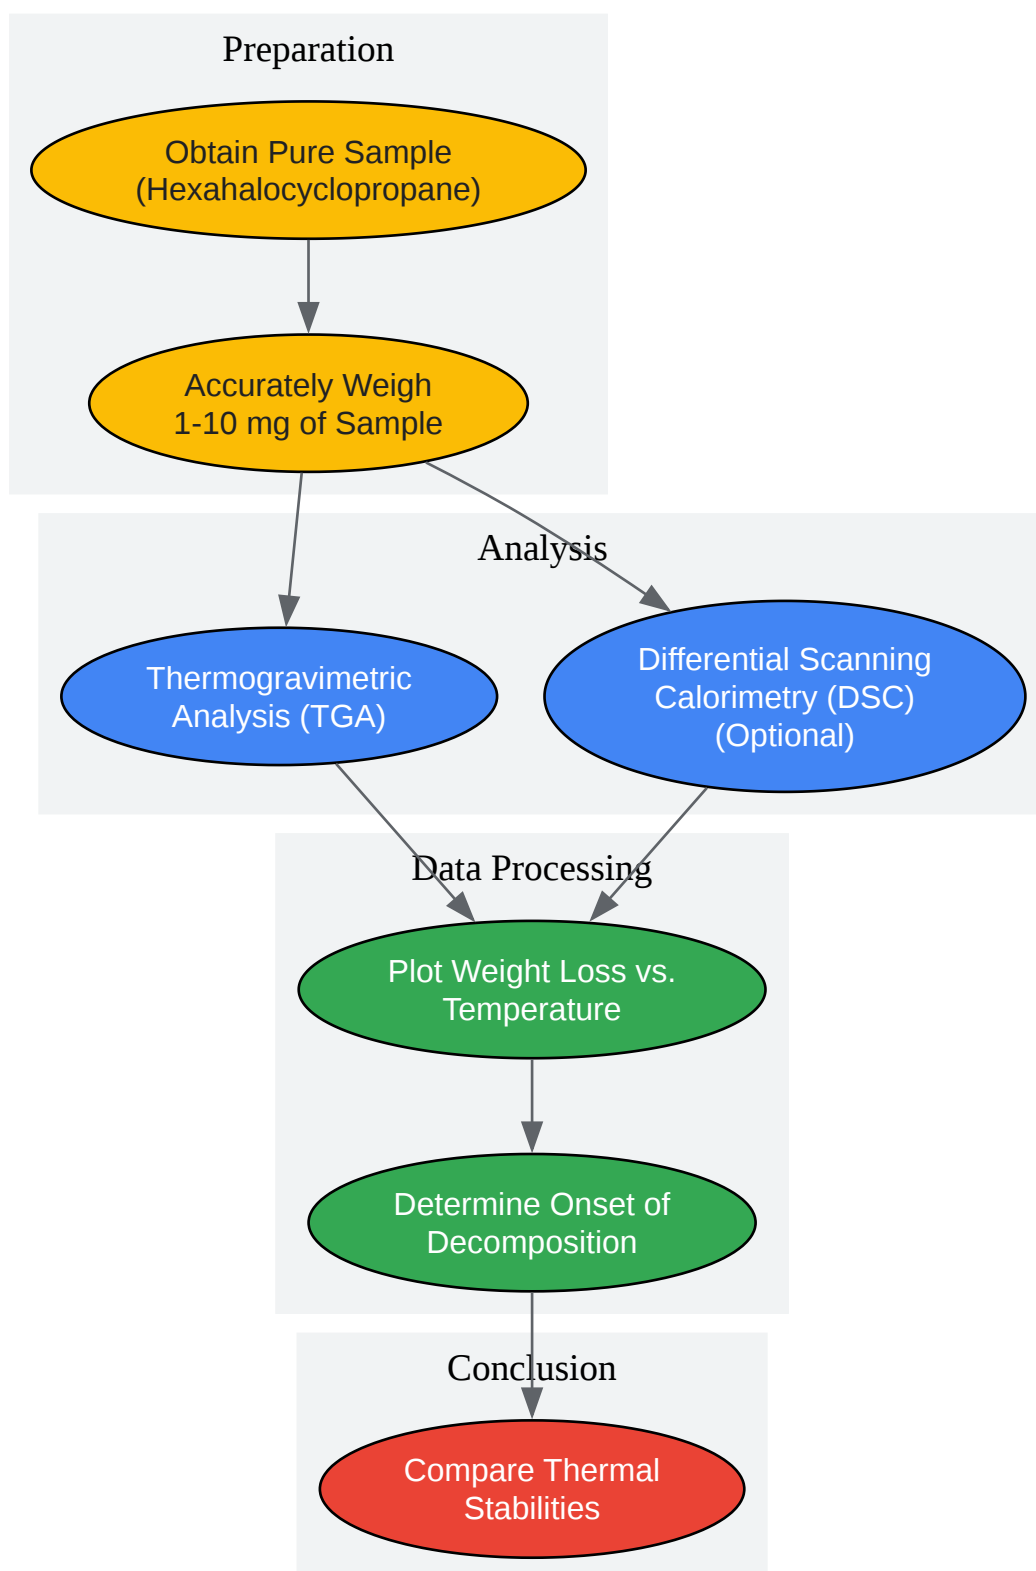 Preparation
Obtain Pure Sample
(Hexahalocyclopropane)
Accurately Weigh
1-10 mg of Sample
Analysis
Thermogravimetric
Analysis (TGA)
Differential Scanning
Calorimetry (DSC)
(Optional)
Data Processing
Plot Weight Loss vs.
Temperature
Determine Onset of
Decomposition
Conclusion
Compare Thermal
Stabilities